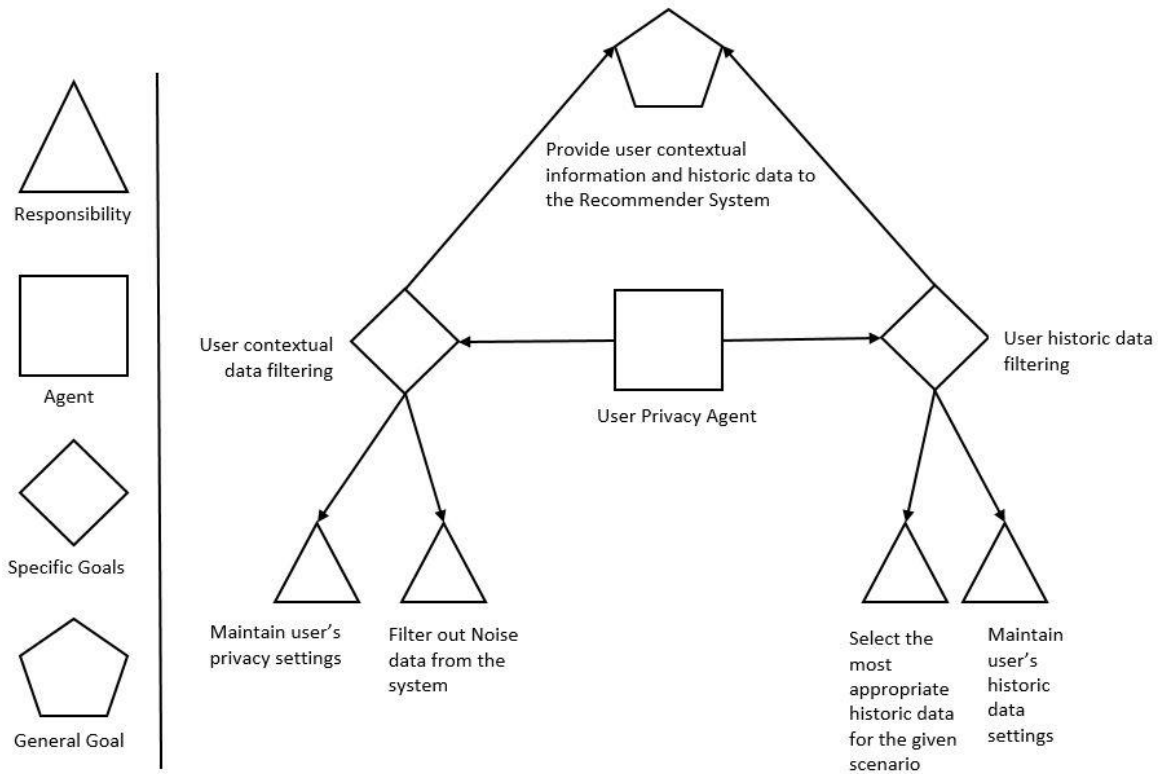 Responsibility
Agent
Specific Goals
General Goal
Provide user contextual
information and historic data to
the Recommender System
User contextual
data filtering
User Privacy Agent
User historic data
filtering
Maintain user’s
privacy settings
Filter out Noise
data from the
system
Select the
most
appropriate
historic data
for the given
scenario
Maintain
user’s
historic
data
settings